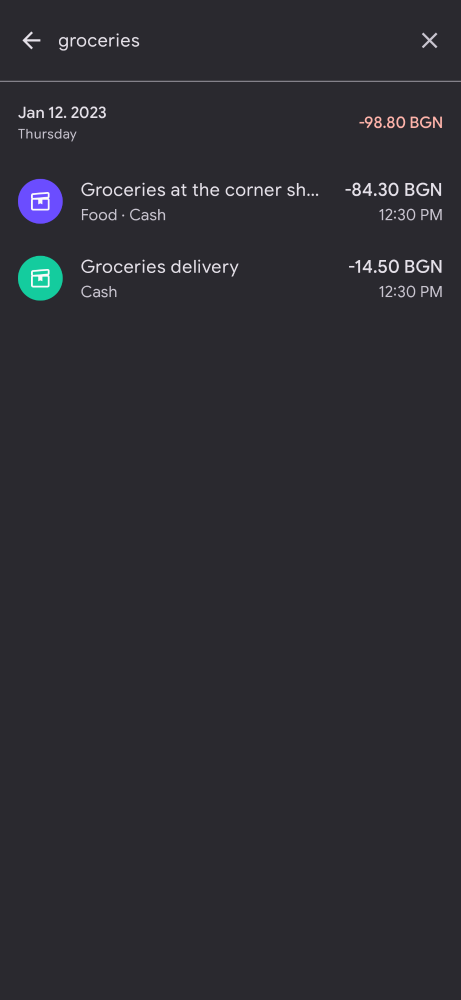 groceries
Jan 12. 2023
Thursday
-98.80 BGN
Groceries at the corner sh...
-84.30 BGN
Food · Cash
12:30 PM
Groceries delivery
-14.50 BGN
Cash
12:30 PM